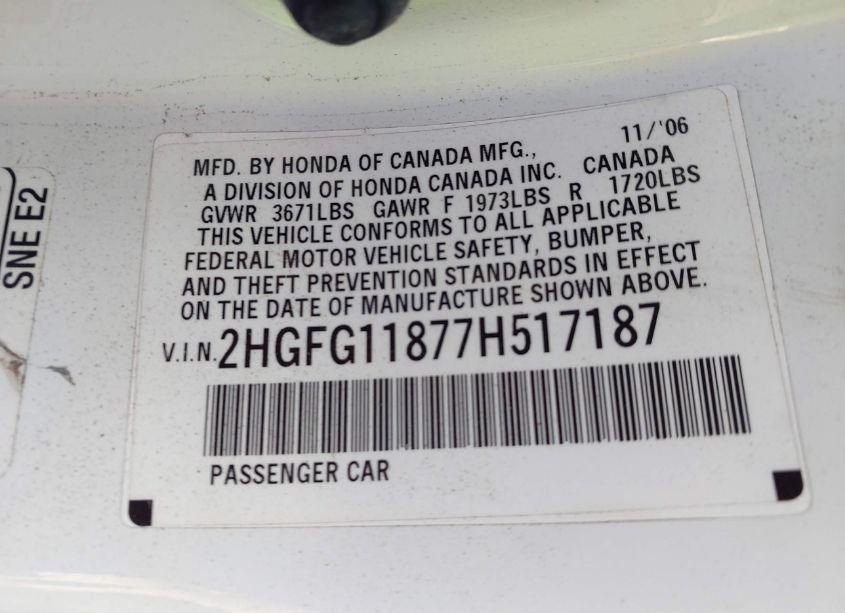 11/'06
MFD. BY HONDA OF CANADA MFG.,
A DIVISION OF HONDA CANADA INC. CANADA
GVWR 3671LBS GAWR F 1973LBS R 1720LBS
THIS VEHICLE CONFORMS TO ALL APPLICABLE
FEDERAL MOTOR VEHICLE SAFETY, BUMPER,
AND THEFT PREVENTION STANDARDS IN EFFECT
ON THE DATE OF MANUFACTURE SHOWN ABOVE.
V.I.N. 2HGFG11877H517187
PASSENGER CAR
SNE E2